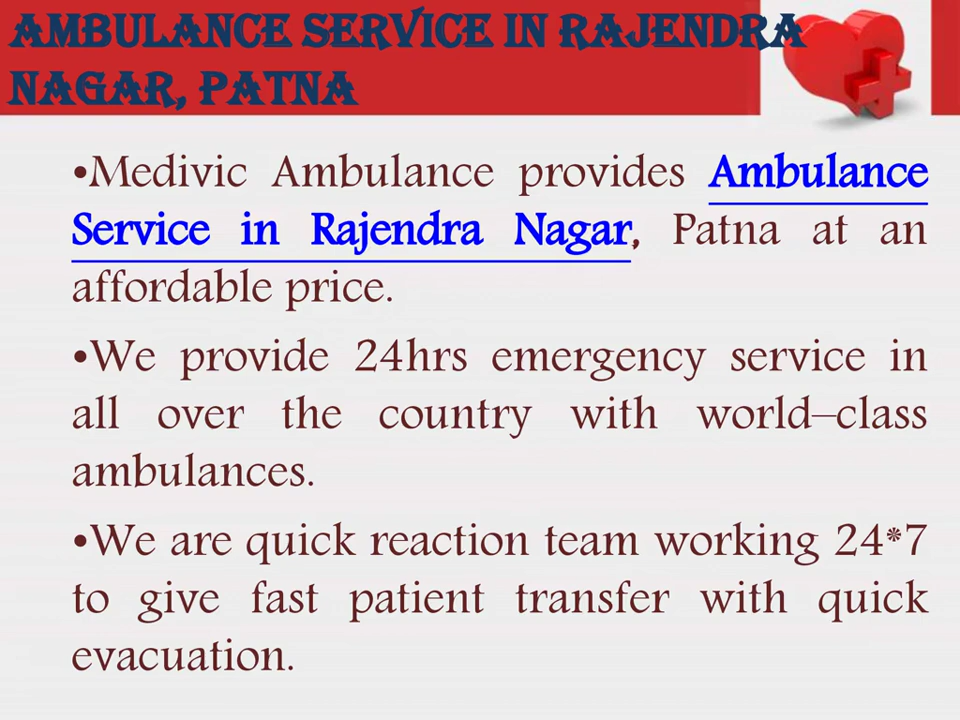 AMBULANCE SERVICE IN RAJENDRA
NAGAR, PATNA
•Medivic Ambulance provides Ambulance
Service in Rajendra Nagar, Patna at an
affordable price.
•We provide 24hrs emergency service in
all over the country with world–class
ambulances.
•We are quick reaction team working 24*7
to give fast patient transfer with quick
evacuation.